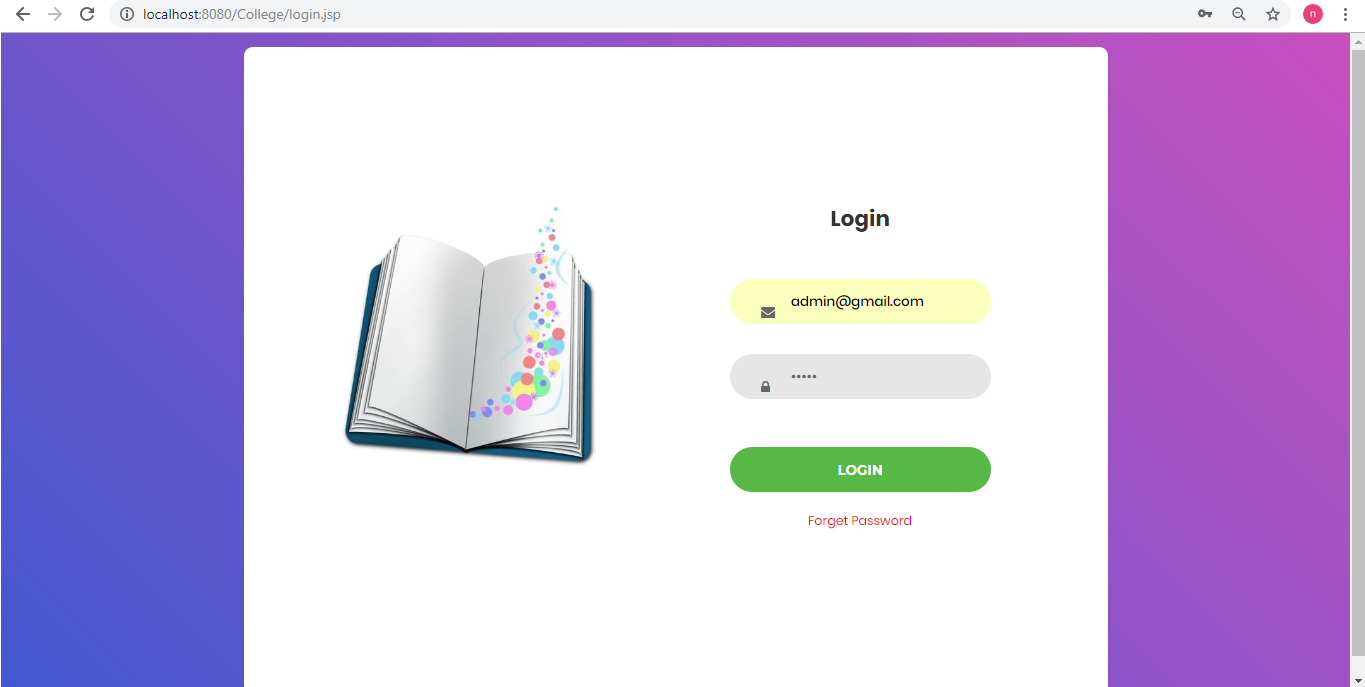 localhost:8080/College/login.jsp
n
Login
admin@gmail.com
•••••
LOGIN
Forget Password